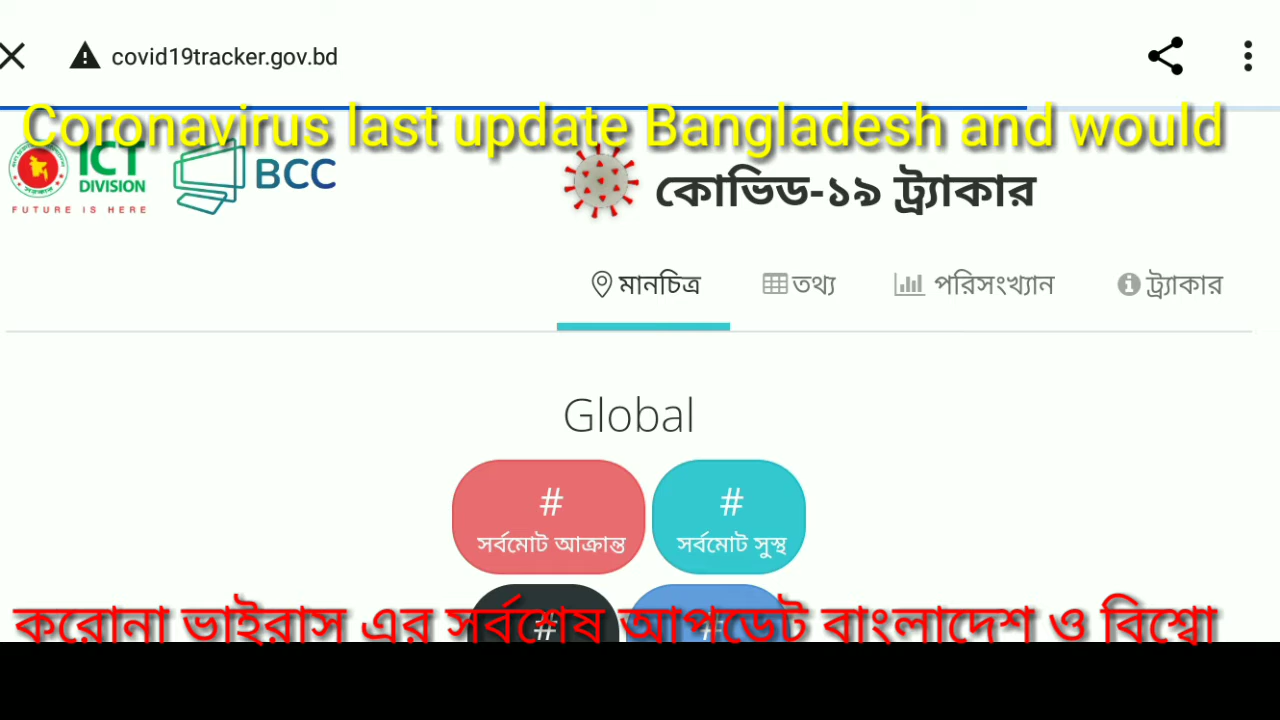 covid19tracker.gov.bd
Coronavirus last update Bangladesh and would
ICT
DIVISION
FUTURE IS HERE
BCC
কোভিড-১৯ ট্র্যাকার
মানচিত্র
তথ্য
পরিসংখ্যান
ট্র্যাকার
Global
# #
সর্বমোট আক্রান্ত সর্বমোট সুস্থ
# #
করোনা ভাইরাস এর সর্বশেষ আপডেট বাংলাদেশ ও বিশ্বো